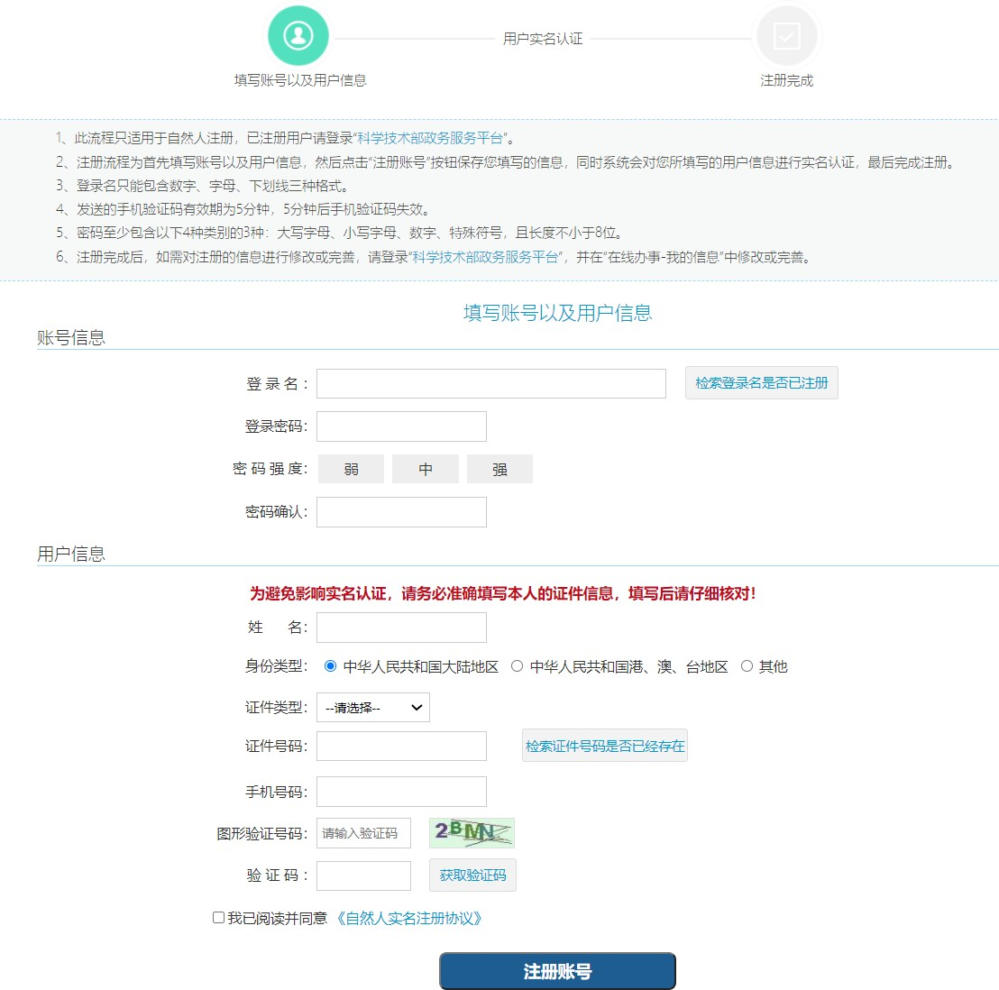 用户实名认证
填写账号以及用户信息
注册完成
1、此流程只适用于自然人注册，已注册用户请登录“科学技术部政务服务平台”。
2、注册流程为首先填写账号以及用户信息，然后点击“注册账号”按钮保存您填写的信息，同时系统会对您所填写的用户信息进行实名认证，最后完成注册。
3、登录名只能包含数字、字母、下划线三种格式。
4、发送的手机验证码有效期为5分钟，5分钟后手机验证码失效。
5、密码至少包含以下4种类别的3种：大写字母、小写字母、数字、特殊符号，且长度不小于8位。
6、注册完成后，如需对注册的信息进行修改或完善，请登录“科学技术部政务服务平台”，并在“在线办事-我的信息”中修改或完善。
填写账号以及用户信息
账号信息
登 录 名： 检索登录名是否已注册
登录密码：
密 码 强 度： 弱 中 强
密码确认：
用户信息
为避免影响实名认证，请务必准确填写本人的证件信息，填写后请仔细核对！
姓 名：
身份类型： 中华人民共和国大陆地区 中华人民共和国港、澳、台地区 其他
证件类型： --请选择--
证件号码： 检索证件号码是否已经存在
手机号码：
图形验证号码： 请输入验证码 2BMN
验 证 码： 获取验证码
我已阅读并同意 《自然人实名注册协议》
注册账号